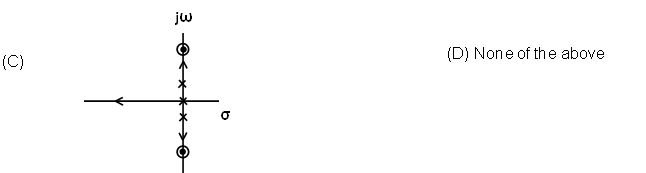 jω
(C)
(D) None of the above
σ